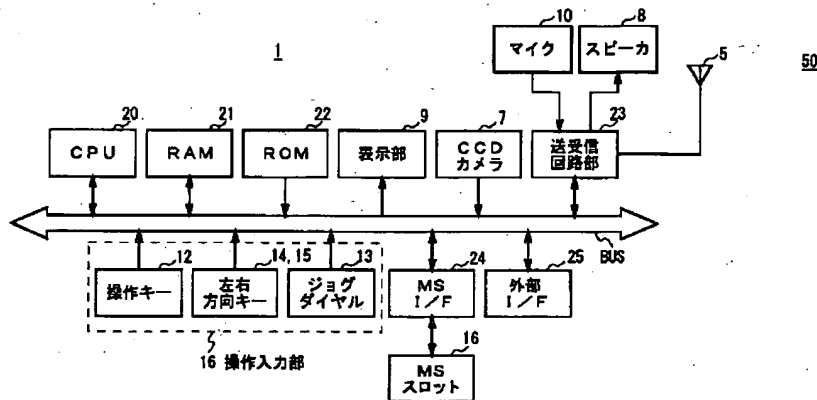 10
8
1
マイク
スピーカ
5
50
20
21
22
9
7
23
CPU
RAM
ROM
表示部
CCD
カメラ
送受信
回路部
BUS
12
14, 15
13
24
25
操作キー
左右
方向キー
ジョグ
ダイヤル
MS
I/F
外部
I/F
16 操作入力部
16
MS
スロット